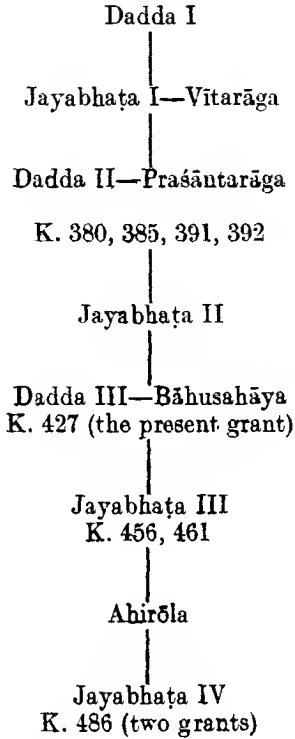 Dadda I
Jayabhaṭa I—Vītarāga
Dadda II—Praśāntarāga
K. 380, 385, 391, 392
Jayabhaṭa II
Dadda III—Bāhusahāya
K. 427 (the present grant)
Jayabhaṭa III
K. 456, 461
Ahirōla
Jayabhaṭa IV
K. 486 (two grants)